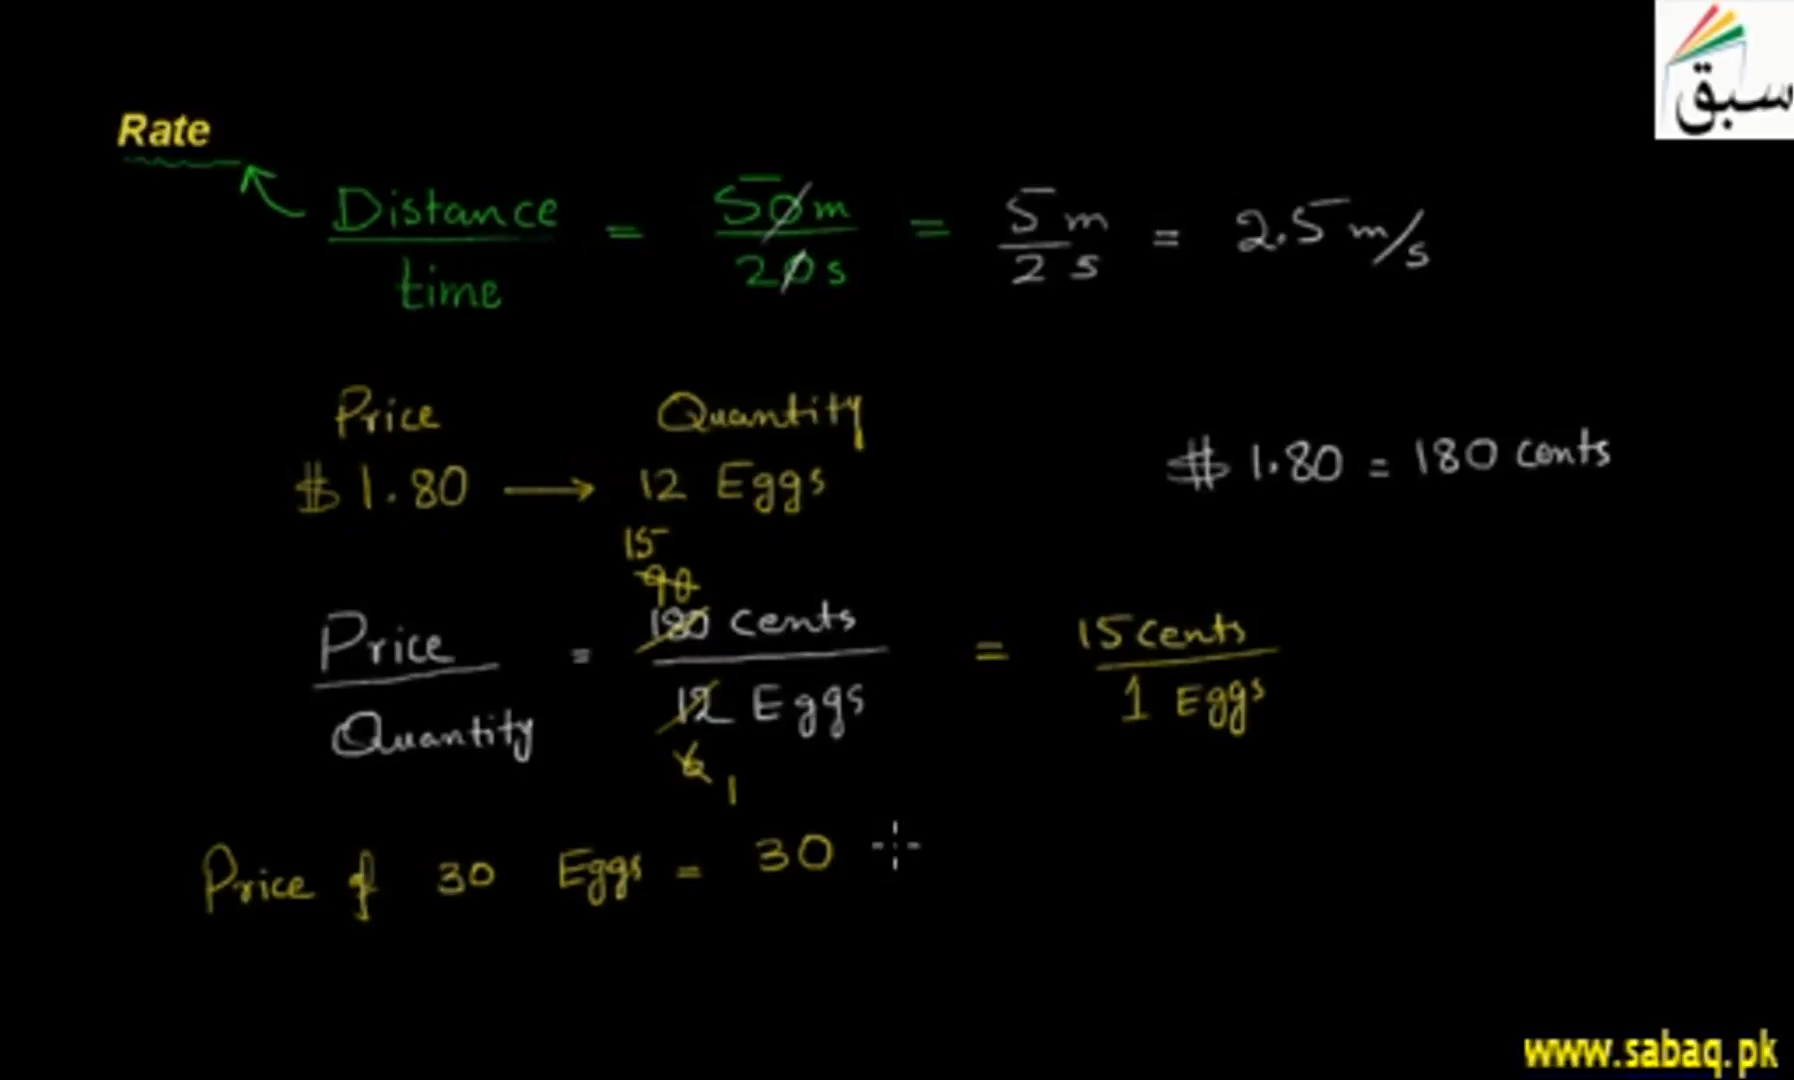 سبق
Rate
Distance / time = 50m / 20s = 5m / 2s = 2.5 m/s
Price Quantity
$ 1.80 → 12 Eggs
$ 1.80 = 180 cents
15
90
Price / Quantity = 180 cents / 12 Eggs = 15 cents / 1 Eggs
6 1
Price of 30 Eggs = 30
www.sabaq.pk